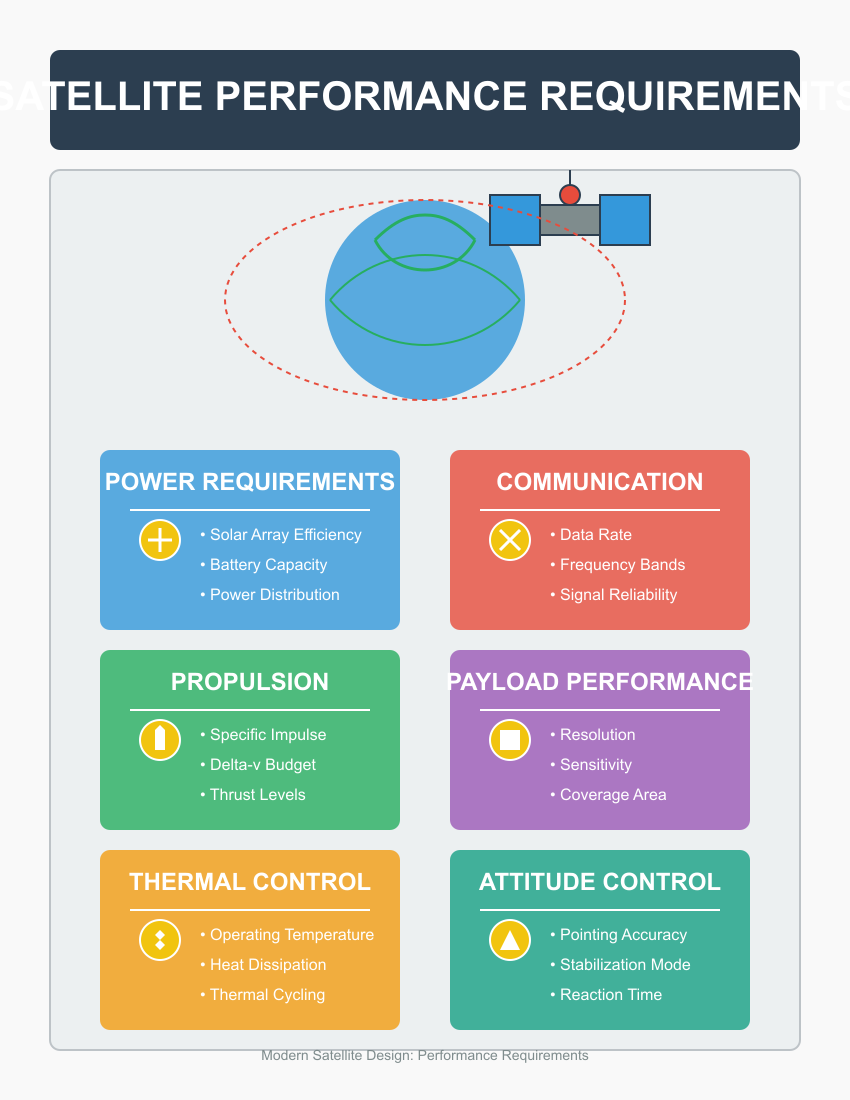 SATELLITE PERFORMANCE REQUIREMENTS
POWER REQUIREMENTS
• Solar Array Efficiency
• Battery Capacity
• Power Distribution
COMMUNICATION
• Data Rate
• Frequency Bands
• Signal Reliability
PROPULSION
• Specific Impulse
• Delta-v Budget
• Thrust Levels
PAYLOAD PERFORMANCE
• Resolution
• Sensitivity
• Coverage Area
THERMAL CONTROL
• Operating Temperature
• Heat Dissipation
• Thermal Cycling
ATTITUDE CONTROL
• Pointing Accuracy
• Stabilization Mode
• Reaction Time
Modern Satellite Design: Performance Requirements